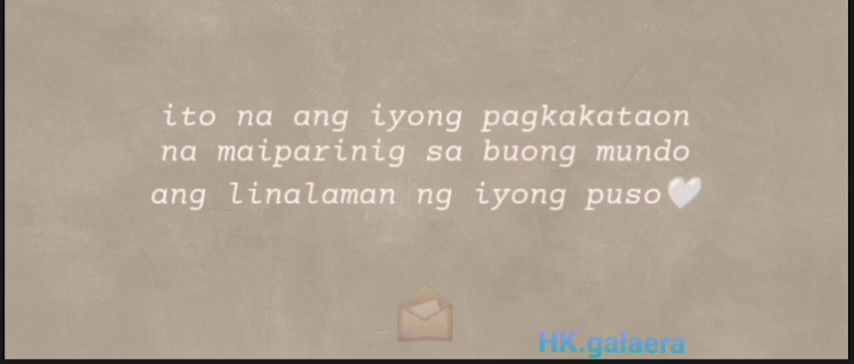 ito na ang iyong pagkakataon
na maiparinig sa buong mundo
ang linalaman ng iyong puso🤍
HK.galaera